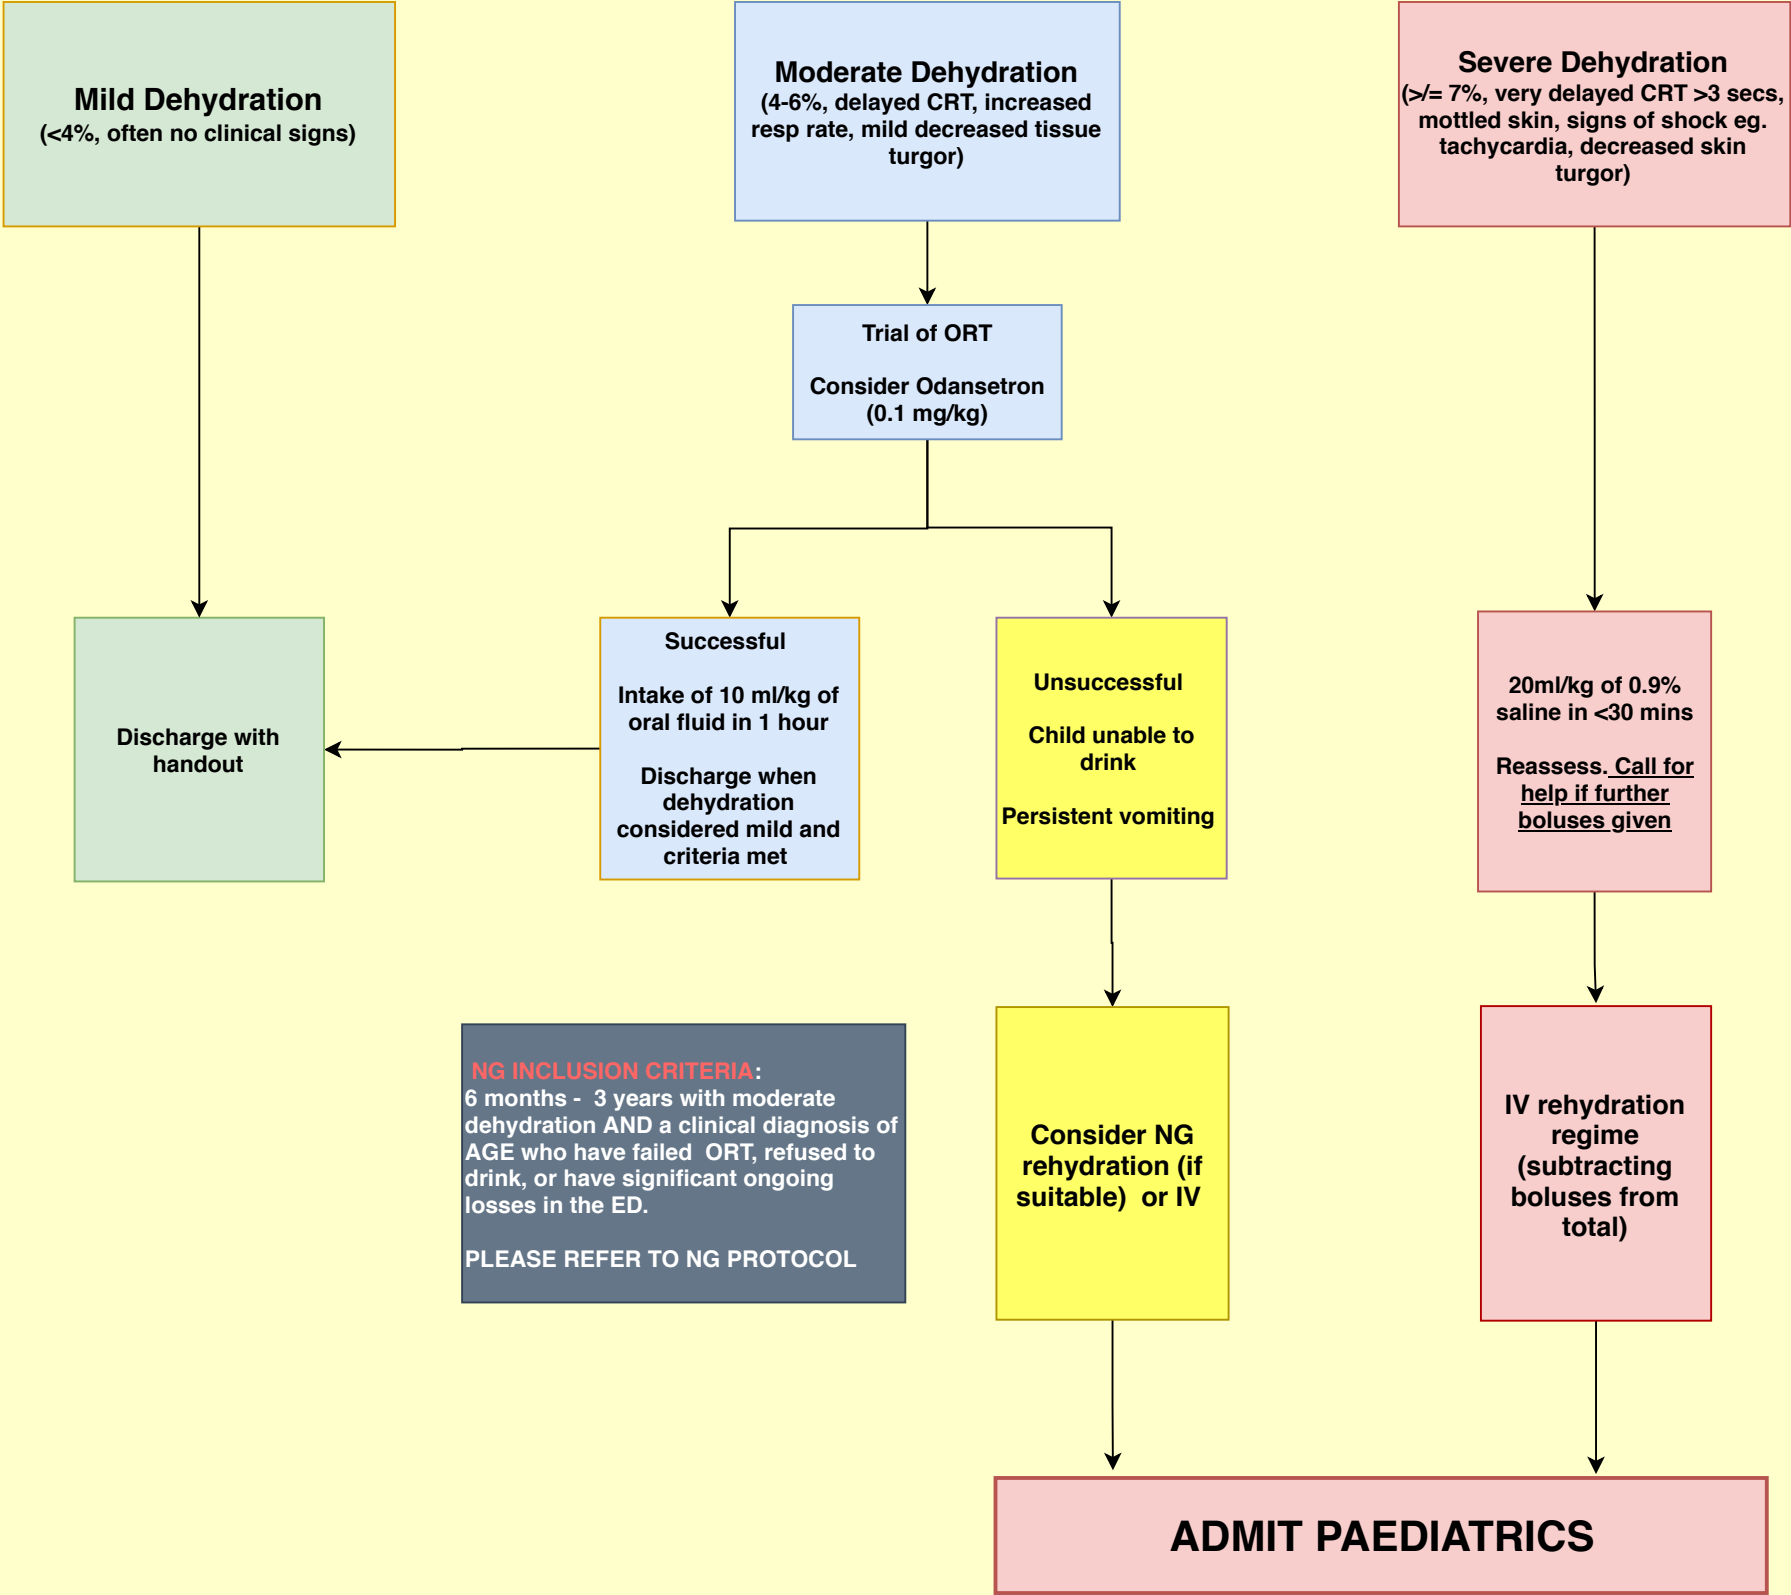 Mild Dehydration
(<4%, often no clinical signs)
Moderate Dehydration
(4-6%, delayed CRT, increased
resp rate, mild decreased tissue
turgor)
Severe Dehydration
(>/= 7%, very delayed CRT >3 secs,
mottled skin, signs of shock eg.
tachycardia, decreased skin
turgor)
Trial of ORT
Consider Odansetron
(0.1 mg/kg)
Discharge with
handout
Successful
Intake of 10 ml/kg of
oral fluid in 1 hour
Discharge when
dehydration
considered mild and
criteria met
Unsuccessful
Child unable to
drink
Persistent vomiting
20ml/kg of 0.9%
saline in <30 mins
Reassess. Call for
help if further
boluses given
NG INCLUSION CRITERIA:
6 months -  3 years with moderate
dehydration AND a clinical diagnosis of
AGE who have failed  ORT, refused to
drink, or have significant ongoing
losses in the ED.
PLEASE REFER TO NG PROTOCOL
Consider NG
rehydration (if
suitable)  or IV
IV rehydration
regime
(subtracting
boluses from
total)
ADMIT PAEDIATRICS